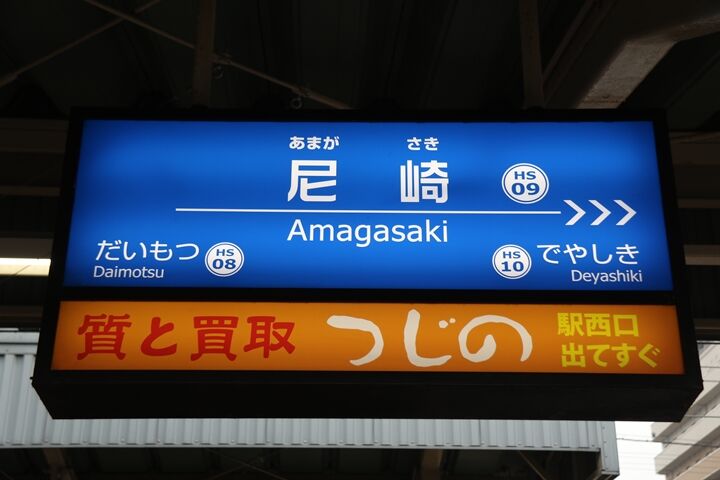 あまが さき
尼 崎 HS 09
Amagasaki
だいもつ HS 08 HS 10 でやしき
Daimotsu Deyashiki
質と買取 つじの 駅西口
出てすぐ